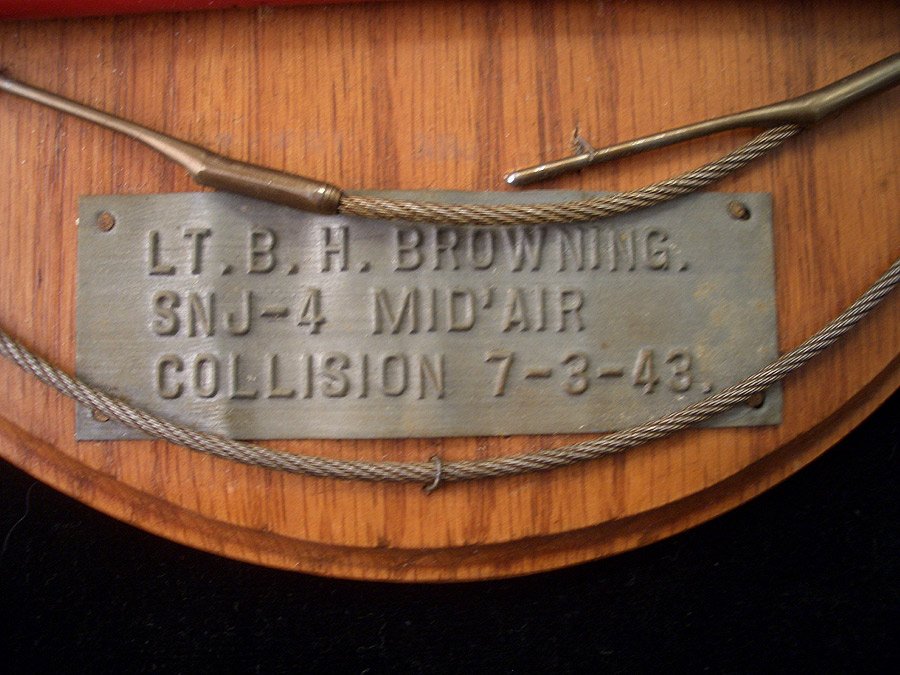 LT. B. H. BROWNING.
SNJ-4 MID'AIR
COLLISION 7-3-43.